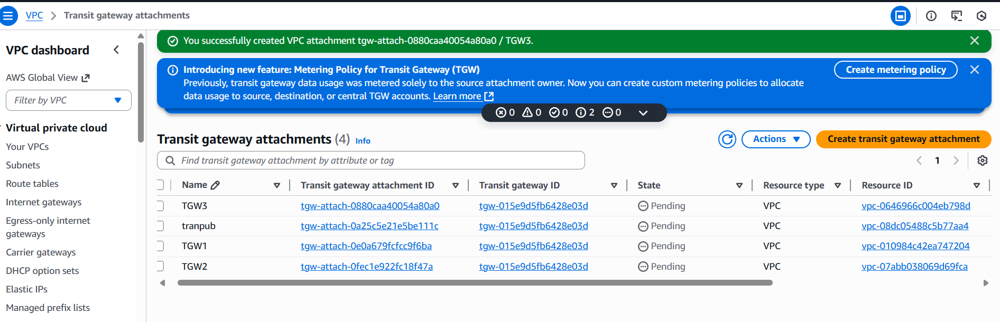 VPC > Transit gateway attachments
You successfully created VPC attachment tgw-attach-0880caa40054a80a0 / TGW3.
VPC dashboard
AWS Global View
Filter by VPC
Virtual private cloud
Your VPCs
Subnets
Route tables
Internet gateways
Egress-only internet
gateways
Carrier gateways
DHCP option sets
Elastic IPs
Managed prefix lists
Introducing new feature: Metering Policy for Transit Gateway (TGW)
Previously, transit gateway data usage was metered solely to the source attachment owner. Now you can create custom metering policies to allocate
data usage to source, destination, or central TGW accounts. Learn more
Create metering policy
0 0 0 2 0
Transit gateway attachments (4) Info
Actions
Create transit gateway attachment
Find transit gateway attachment by attribute or tag
1
Name Transit gateway attachment ID Transit gateway ID State Resource type Resource ID
TGW3 tgw-attach-0880caa40054a80a0 tgw-015e9d5fb6428e03d Pending VPC vpc-0646966c004eb798d
tranpub tgw-attach-0a25c5e21e5be111c tgw-015e9d5fb6428e03d Pending VPC vpc-08dc05488c5b77aa4
TGW1 tgw-attach-0e0a679fcfcc9f6ba tgw-015e9d5fb6428e03d Pending VPC vpc-010984c42ea747204
TGW2 tgw-attach-0fec1e922fc18f47a tgw-015e9d5fb6428e03d Pending VPC vpc-07abb038069d69fca